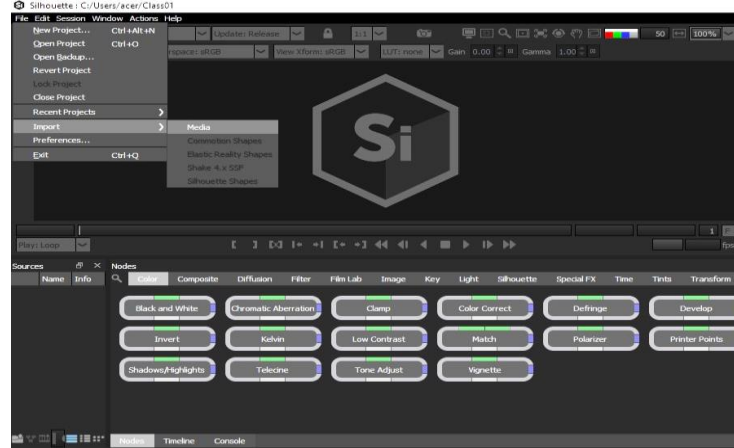 Silhouette : C:/Users/acer/Class01
File Edit Session Window Actions Help
New Project... Ctrl+Alt+N
Open Project Ctrl+O
Open Backup...
Revert Project
Lock Project
Close Project
Recent Projects
Import
Preferences...
Exit Ctrl+Q
Media
Commotion Shapes
Elastic Reality Shapes
Shake 4.x SSF
Silhouette Shapes
Update: Release 1:1 50 100%
space: sRGB View Xform: sRGB LUT: none Gain 0.00 Gamma 1.00
Si
1 F
Play: Loop fps
Sources Nodes
Name Info Color Composite Diffusion Filter Film Lab Image Key Light Silhouette Special FX Time Tints Transform
Black and White Chromatic Aberration Clamp Color Correct Defringe Develop
Invert Kelvin Low Contrast Match Polarizer Printer Points
Shadows/Highlights Telecine Tone Adjust Vignette
Nodes Timeline Console